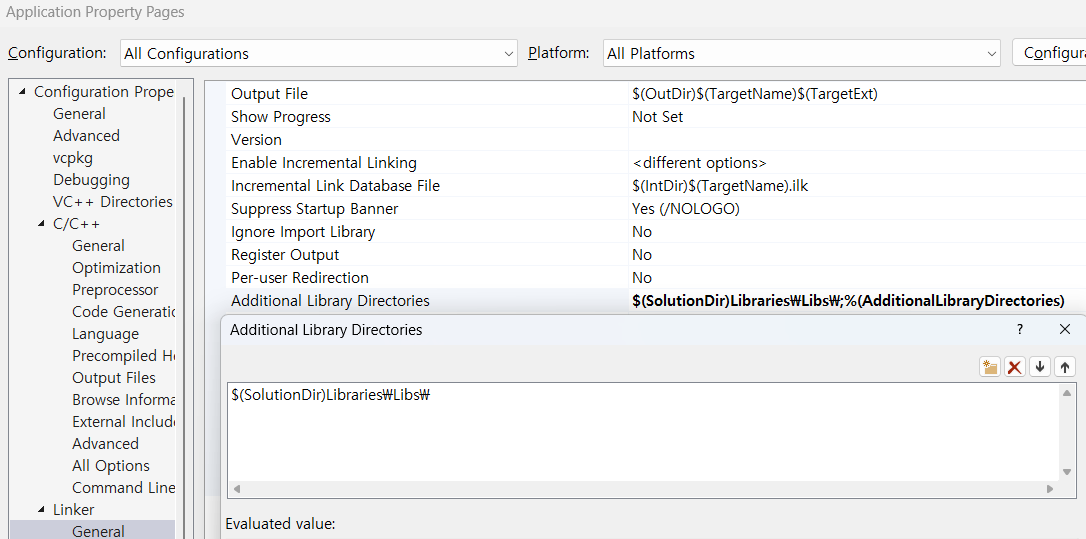 Application Property Pages
Configuration: All Configurations Platform: All Platforms Configura
Configuration Prope
General
Advanced
vcpkg
Debugging
VC++ Directories
C/C++
General
Optimization
Preprocessor
Code Generatic
Language
Precompiled He
Output Files
Browse Informa
External Include
Advanced
All Options
Command Line
Linker
General
Output File $(OutDir)$(TargetName)$(TargetExt)
Show Progress Not Set
Version
Enable Incremental Linking <different options>
Incremental Link Database File $(IntDir)$(TargetName).ilk
Suppress Startup Banner Yes (/NOLOGO)
Ignore Import Library No
Register Output No
Per-user Redirection No
Additional Library Directories $(SolutionDir)Libraries₩Libs₩;%(AdditionalLibraryDirectories)
Additional Library Directories ?
$(SolutionDir)Libraries₩Libs₩
Evaluated value: